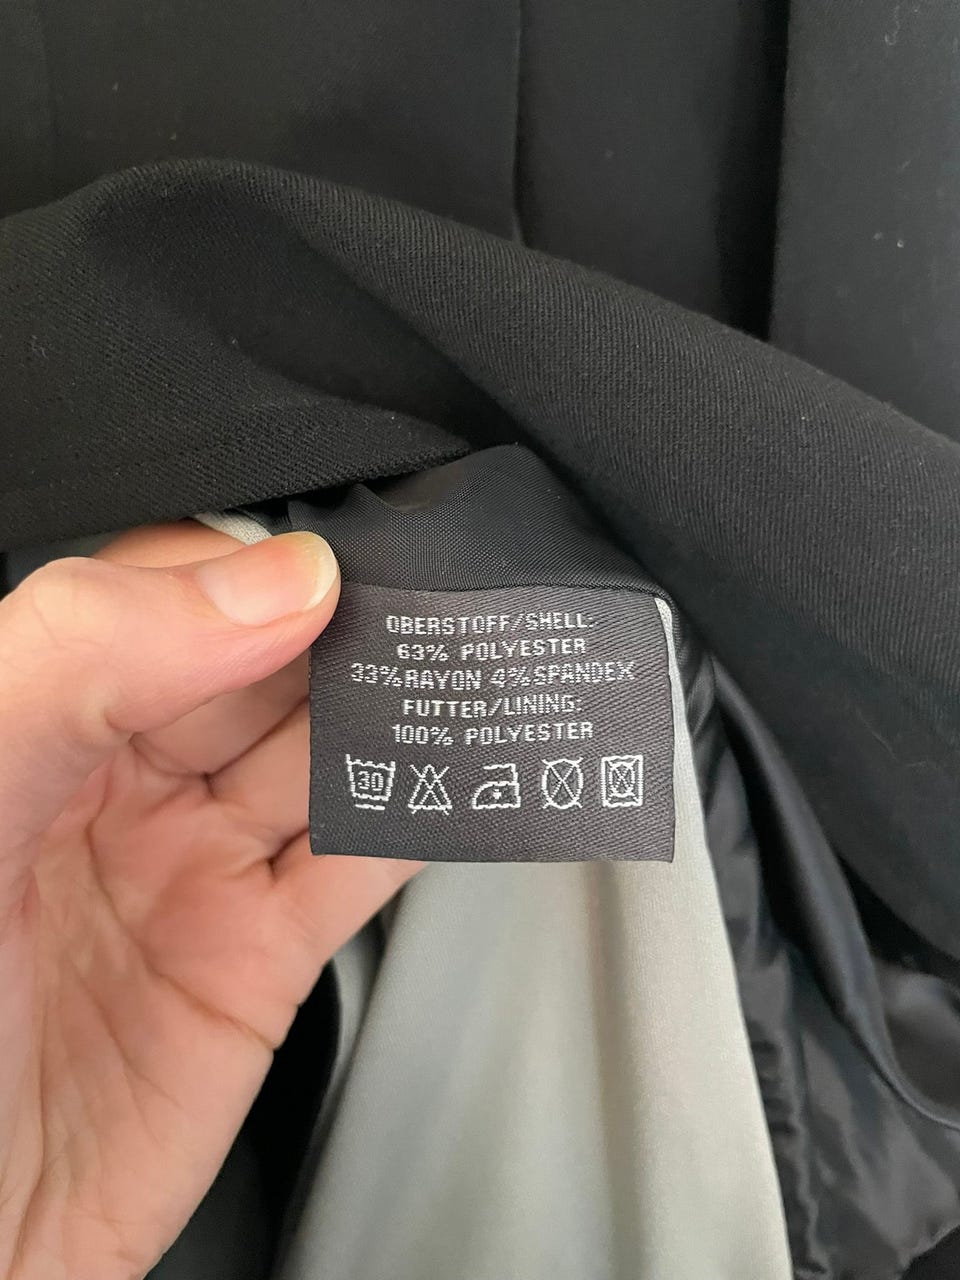 OBERSTOFF/SHELL:
63% POLYESTER
33%RAYON 4%SPANDEX
FUTTER/LINING:
100% POLYESTER
30